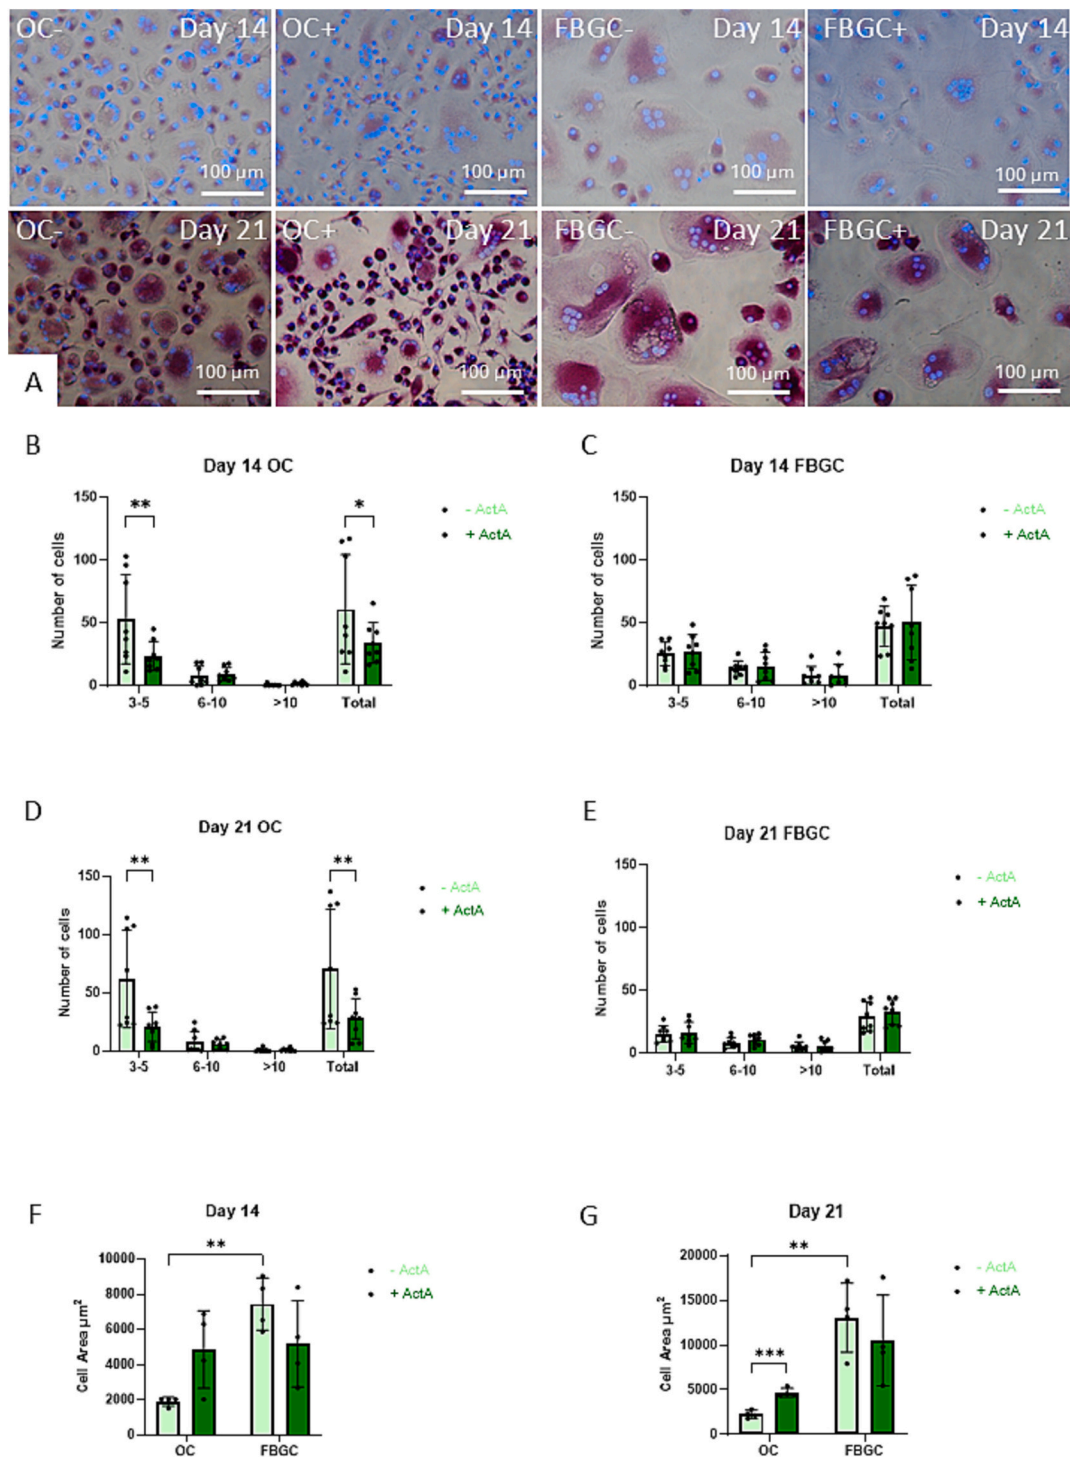 OC- Day 14 OC+ Day 14 FBGC- Day 14 FBGC+ Day 14
100 µm 100 µm 100 µm 100 µm
OC- Day 21 OC+ Day 21 FBGC- Day 21 FBGC+ Day 21
100 µm 100 µm 100 µm 100 µm
A
B
Day 14 OC
Number of cells
150
100
50
0
** *
3-5 6-10 >10 Total
- ActA
+ ActA
C
Day 14 FBGC
Number of cells
150
100
50
0
3-5 6-10 >10 Total
- ActA
+ ActA
D
Day 21 OC
Number of cells
150
100
50
0
** **
3-5 6-10 >10 Total
- ActA
+ ActA
E
Day 21 FBGC
Number of cells
150
100
50
0
3-5 6-10 >10 Total
- ActA
+ ActA
F
Day 14
Cell Area µm²
10000
8000
6000
4000
2000
0
**
OC FBGC
- ActA
+ ActA
G
Day 21
Cell Area µm²
20000
15000
10000
5000
0
**
***
OC FBGC
- ActA
+ ActA